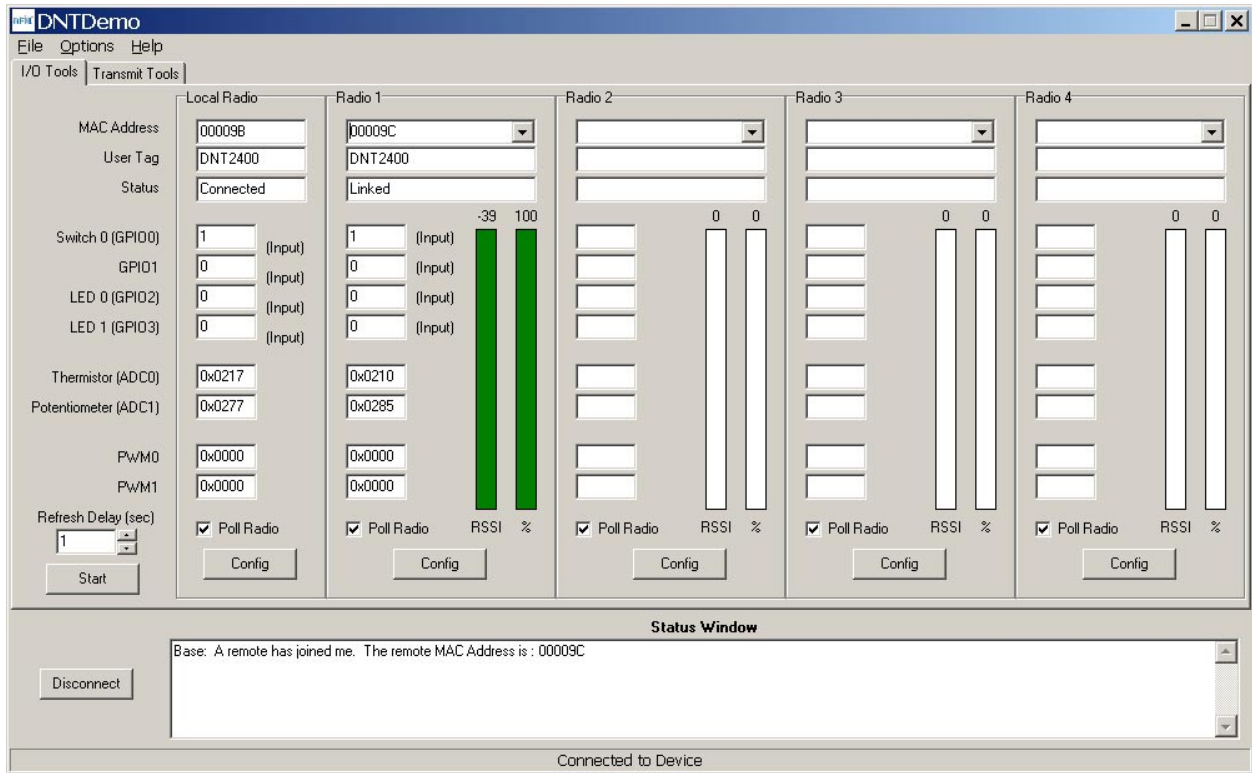 DNTDemo
File Options Help
I/O Tools Transmit Tools
Local Radio Radio 1 Radio 2 Radio 3 Radio 4
MAC Address 00009B 00009C
User Tag DNT2400 DNT2400
Status Connected Linked
-39 100 0 0 0 0 0 0
Switch 0 (GPIO0) 1 (Input) 1 (Input)
GPIO1 0 (Input) 0 (Input)
LED 0 (GPIO2) 0 (Input) 0 (Input)
LED 1 (GPIO3) 0 (Input) 0 (Input)
Thermistor (ADC0) 0x0217 0x0210
Potentiometer (ADC1) 0x0277 0x0285
PWM0 0x0000 0x0000
PWM1 0x0000 0x0000
Refresh Delay (sec)
1 Poll Radio Poll Radio RSSI % Poll Radio RSSI % Poll Radio RSSI % Poll Radio RSSI %
Start Config Config Config Config Config
Status Window
Base: A remote has joined me. The remote MAC Address is : 00009C
Disconnect
Connected to Device